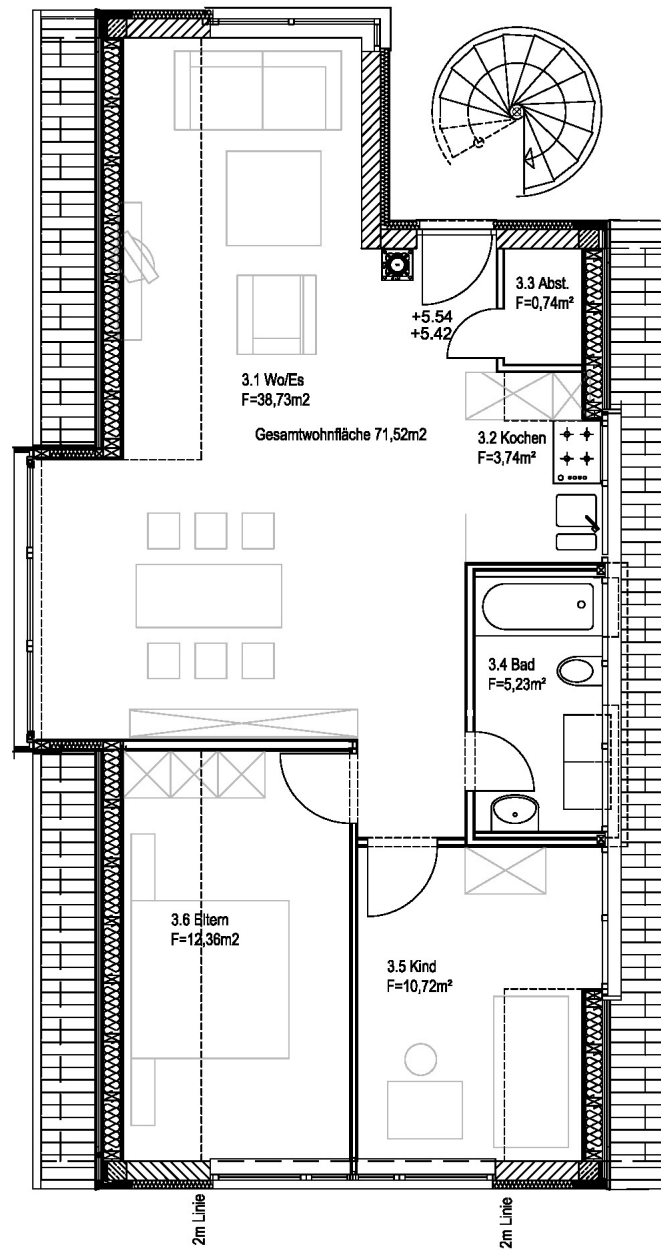 3.3 Abst.
F=0,74m²
+5.54
+5.42
3.1 Wo/Es
F=38,73m2
Gesamtwohnfläche 71,52m2
3.2 Kochen
F=3,74m²
3.4 Bad
F=5,23m²
3.6 Eltern
F=12,36m2
3.5 Kind
F=10,72m²
2m Linie
2m Linie